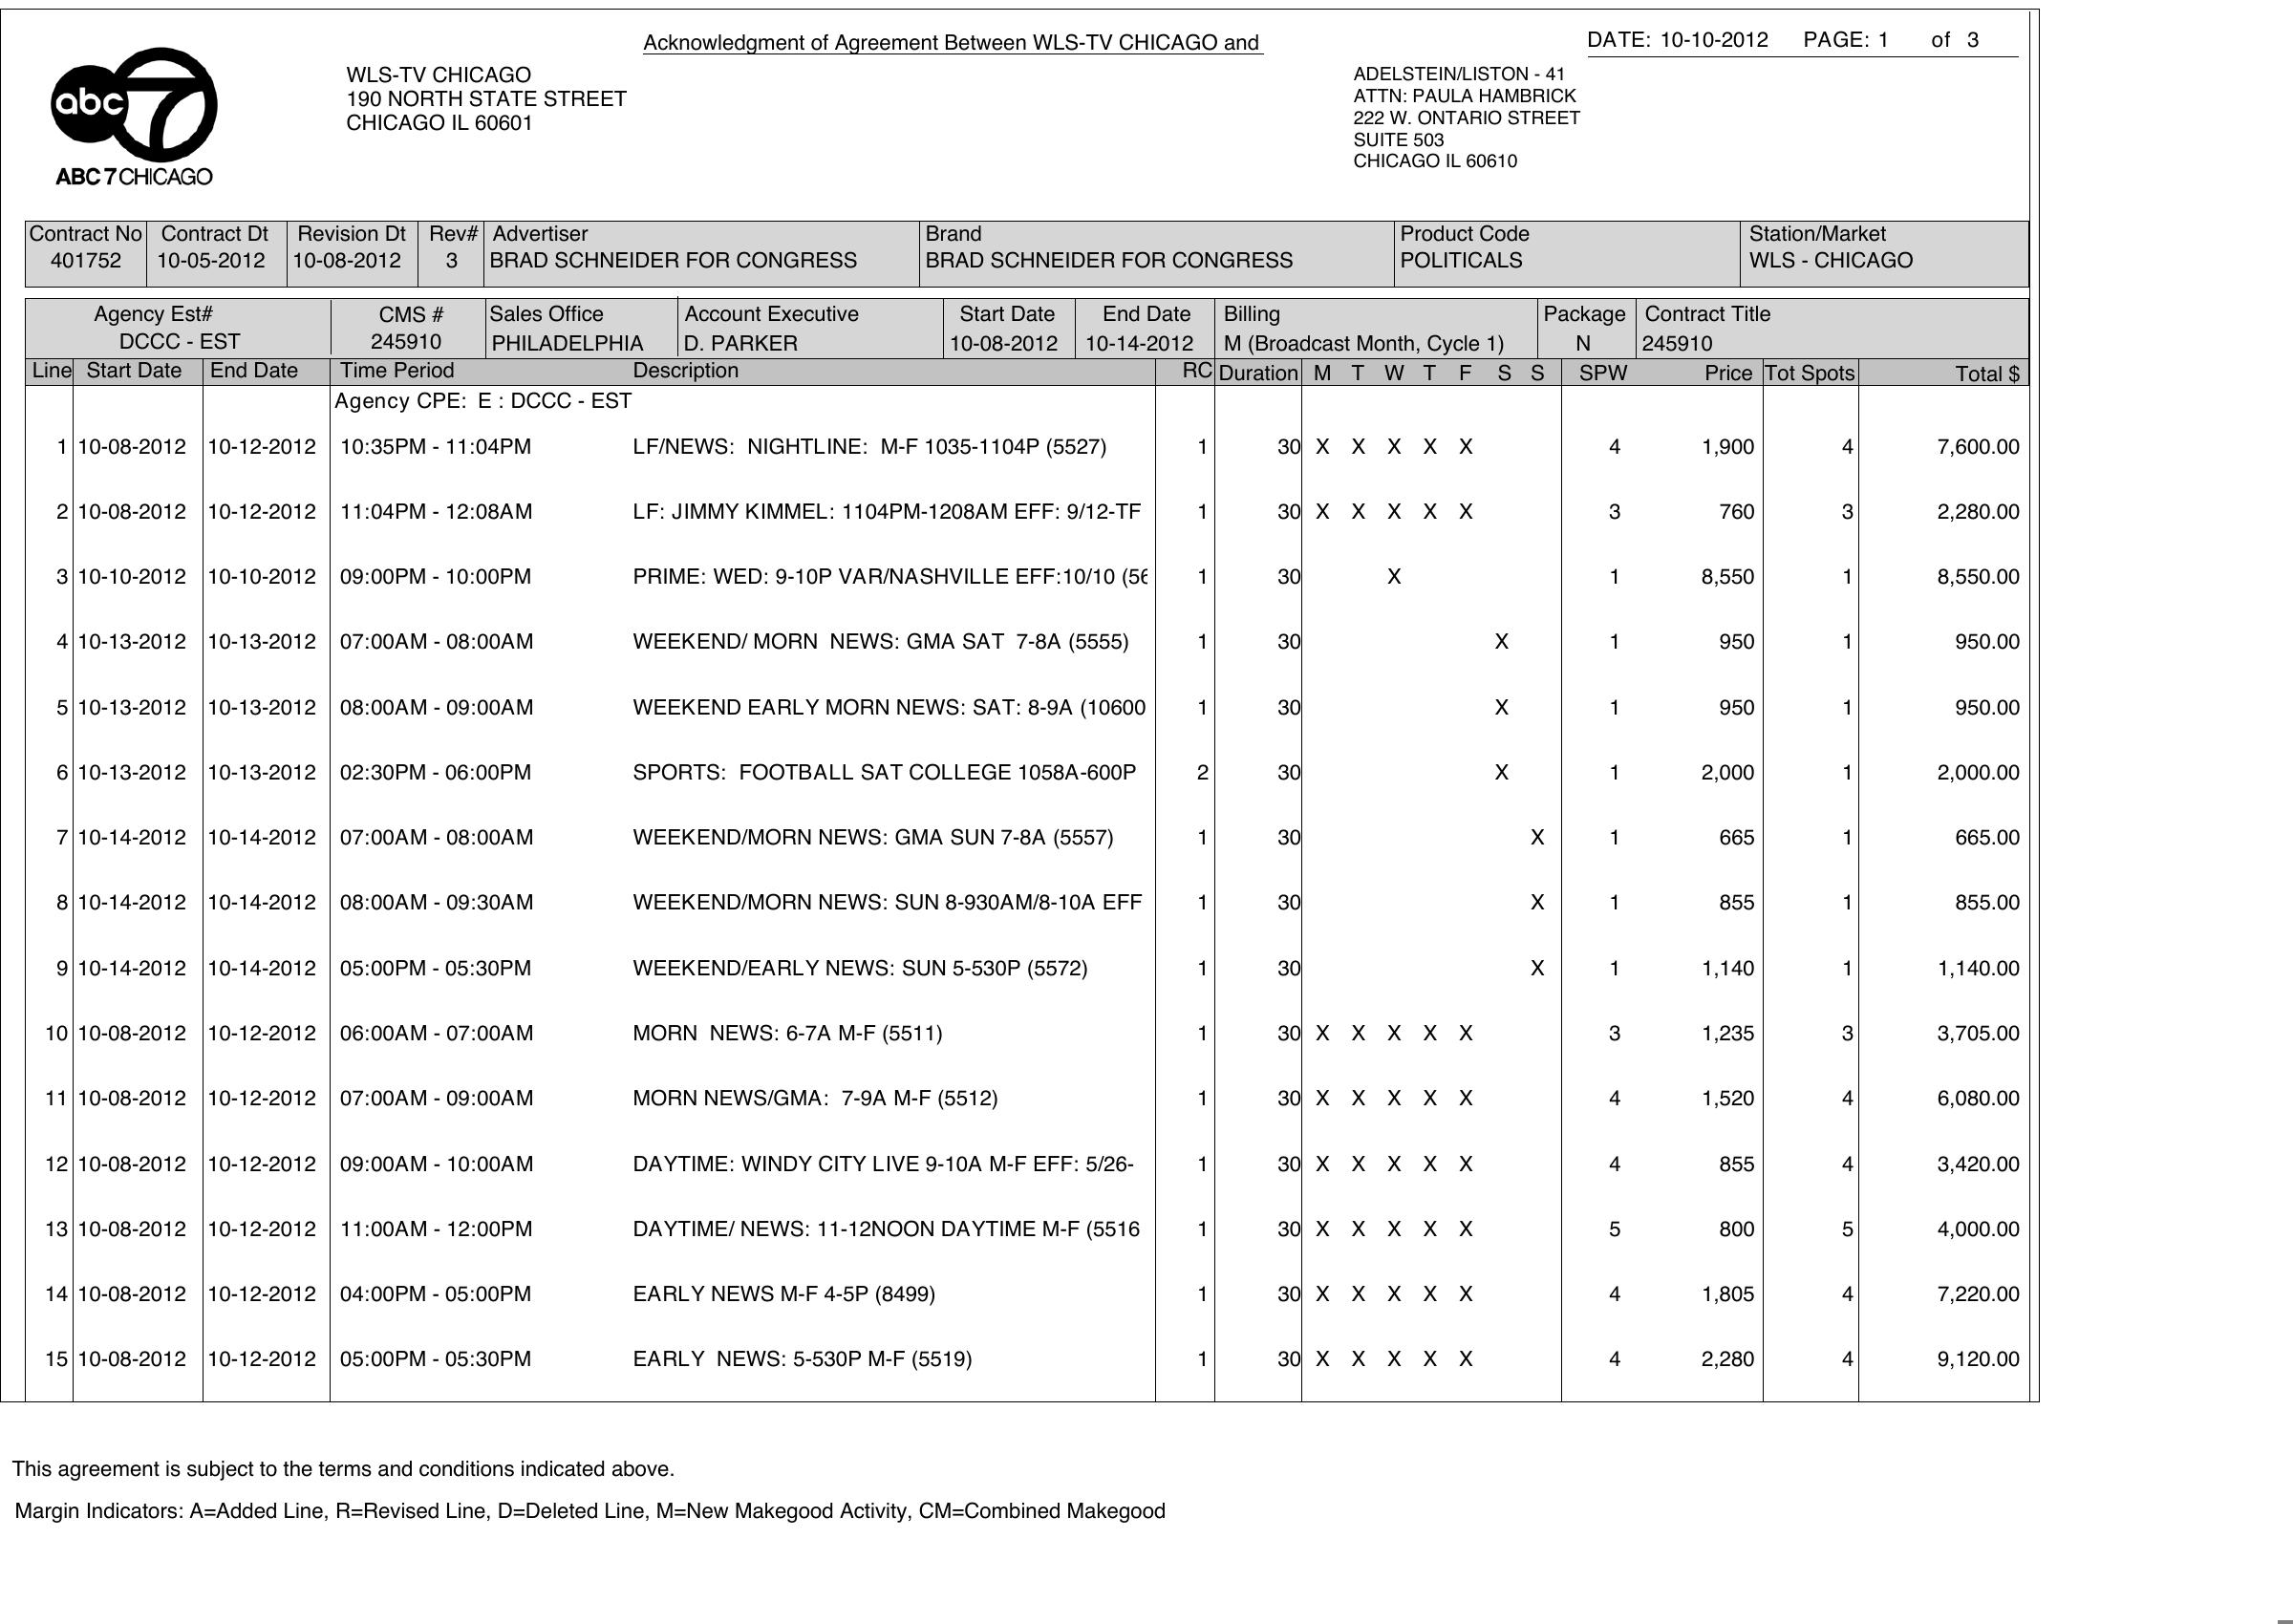 Acknowledgment of Agreement Between WLS-TV CHICAGO and
DATE: 10-10-2012 PAGE: 1 of 3
abc 7
ABC 7 CHICAGO
WLS-TV CHICAGO
190 NORTH STATE STREET
CHICAGO IL 60601
ADELSTEIN/LISTON - 41
ATTN: PAULA HAMBRICK
222 W. ONTARIO STREET
SUITE 503
CHICAGO IL 60610
Contract No Contract Dt Revision Dt Rev# Advertiser Brand Product Code Station/Market
401752 10-05-2012 10-08-2012 3 BRAD SCHNEIDER FOR CONGRESS BRAD SCHNEIDER FOR CONGRESS POLITICALS WLS - CHICAGO
Agency Est# CMS # Sales Office Account Executive Start Date End Date Billing Package Contract Title
DCCC - EST 245910 PHILADELPHIA D. PARKER 10-08-2012 10-14-2012 M (Broadcast Month, Cycle 1) N 245910
Line Start Date End Date Time Period Description RC Duration M T W T F S S SPW Price Tot Spots Total $
Agency CPE: E : DCCC - EST
1 10-08-2012 10-12-2012 10:35PM - 11:04PM LF/NEWS: NIGHTLINE: M-F 1035-1104P (5527) 1 30 X X X X X 4 1,900 4 7,600.00
2 10-08-2012 10-12-2012 11:04PM - 12:08AM LF: JIMMY KIMMEL: 1104PM-1208AM EFF: 9/12-TF 1 30 X X X X X 3 760 3 2,280.00
3 10-10-2012 10-10-2012 09:00PM - 10:00PM PRIME: WED: 9-10P VAR/NASHVILLE EFF:10/10 (56 1 30 X 1 8,550 1 8,550.00
4 10-13-2012 10-13-2012 07:00AM - 08:00AM WEEKEND/ MORN NEWS: GMA SAT 7-8A (5555) 1 30 X 1 950 1 950.00
5 10-13-2012 10-13-2012 08:00AM - 09:00AM WEEKEND EARLY MORN NEWS: SAT: 8-9A (10600 1 30 X 1 950 1 950.00
6 10-13-2012 10-13-2012 02:30PM - 06:00PM SPORTS: FOOTBALL SAT COLLEGE 1058A-600P 2 30 X 1 2,000 1 2,000.00
7 10-14-2012 10-14-2012 07:00AM - 08:00AM WEEKEND/MORN NEWS: GMA SUN 7-8A (5557) 1 30 X 1 665 1 665.00
8 10-14-2012 10-14-2012 08:00AM - 09:30AM WEEKEND/MORN NEWS: SUN 8-930AM/8-10A EFF 1 30 X 1 855 1 855.00
9 10-14-2012 10-14-2012 05:00PM - 05:30PM WEEKEND/EARLY NEWS: SUN 5-530P (5572) 1 30 X 1 1,140 1 1,140.00
10 10-08-2012 10-12-2012 06:00AM - 07:00AM MORN NEWS: 6-7A M-F (5511) 1 30 X X X X X 3 1,235 3 3,705.00
11 10-08-2012 10-12-2012 07:00AM - 09:00AM MORN NEWS/GMA: 7-9A M-F (5512) 1 30 X X X X X 4 1,520 4 6,080.00
12 10-08-2012 10-12-2012 09:00AM - 10:00AM DAYTIME: WINDY CITY LIVE 9-10A M-F EFF: 5/26- 1 30 X X X X X 4 855 4 3,420.00
13 10-08-2012 10-12-2012 11:00AM - 12:00PM DAYTIME/ NEWS: 11-12NOON DAYTIME M-F (5516 1 30 X X X X X 5 800 5 4,000.00
14 10-08-2012 10-12-2012 04:00PM - 05:00PM EARLY NEWS M-F 4-5P (8499) 1 30 X X X X X 4 1,805 4 7,220.00
15 10-08-2012 10-12-2012 05:00PM - 05:30PM EARLY NEWS: 5-530P M-F (5519) 1 30 X X X X X 4 2,280 4 9,120.00
This agreement is subject to the terms and conditions indicated above.
Margin Indicators: A=Added Line, R=Revised Line, D=Deleted Line, M=New Makegood Activity, CM=Combined Makegood